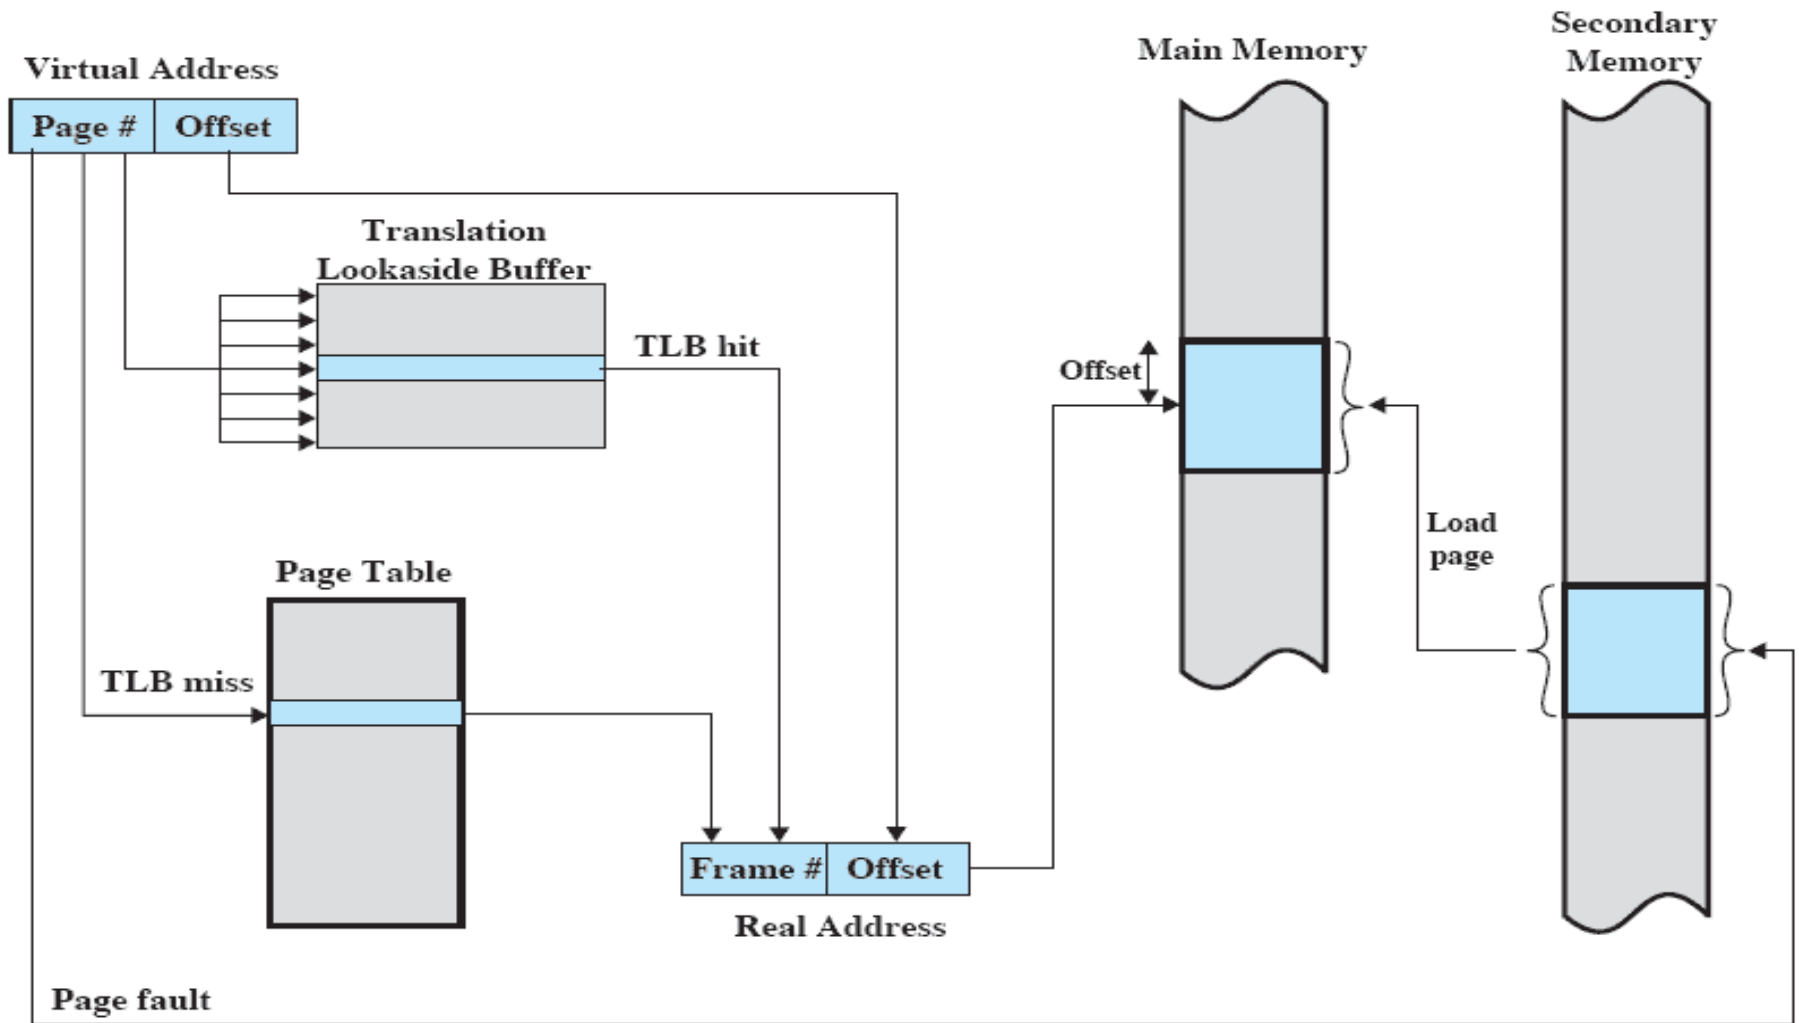 Secondary
Memory
Main Memory
Virtual Address
Page #
Offset
Translation
Lookaside Buffer
TLB hit
Offset
Load
page
Page Table
TLB miss
Frame #
Offset
Real Address
Page fault